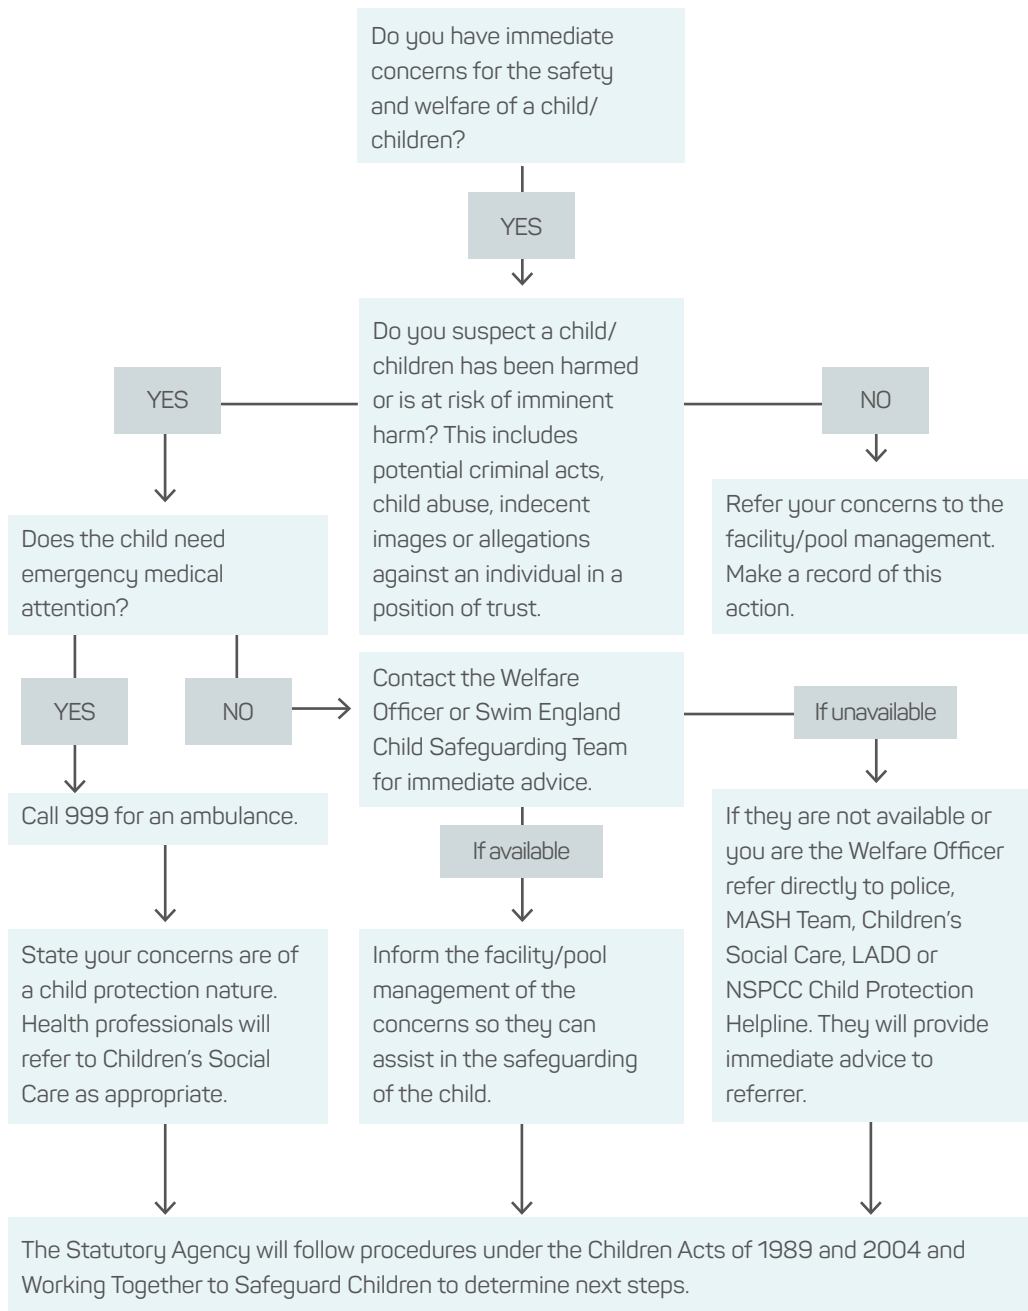 Do you have immediate
concerns for the safety
and welfare of a child/
children?
YES
Do you suspect a child/
children has been harmed
or is at risk of imminent
harm? This includes
potential criminal acts,
child abuse, indecent
images or allegations
against an individual in a
position of trust.
YES
NO
Does the child need
emergency medical
attention?
Refer your concerns to the
facility/pool management.
Make a record of this
action.
YES
NO
Contact the Welfare
Officer or Swim England
Child Safeguarding Team
for immediate advice.
If unavailable
Call 999 for an ambulance.
If available
If they are not available or
you are the Welfare Officer
refer directly to police,
MASH Team, Children’s
Social Care, LADO or
NSPCC Child Protection
Helpline. They will provide
immediate advice to
referrer.
State your concerns are of
a child protection nature.
Health professionals will
refer to Children’s Social
Care as appropriate.
Inform the facility/pool
management of the
concerns so they can
assist in the safeguarding
of the child.
The Statutory Agency will follow procedures under the Children Acts of 1989 and 2004 and
Working Together to Safeguard Children to determine next steps.